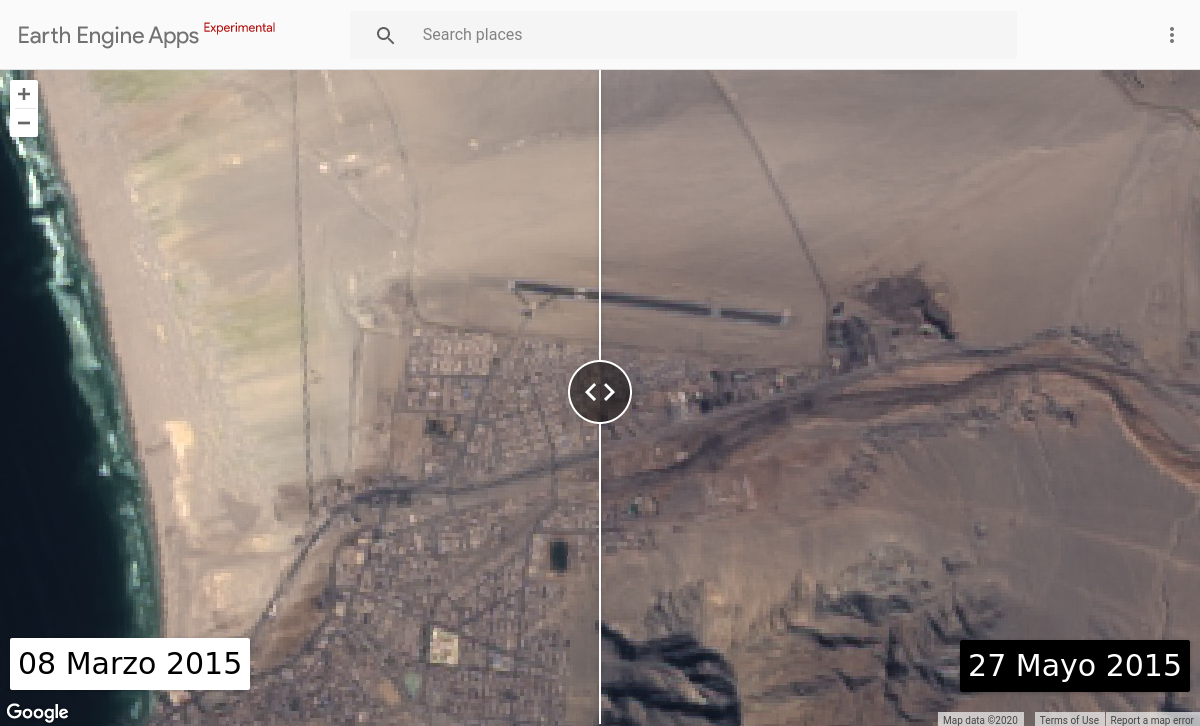 Earth Engine Apps Experimental
Search places
08 Marzo 2015
27 Mayo 2015
Google
Map data ©2020
Terms of Use
Report a map error